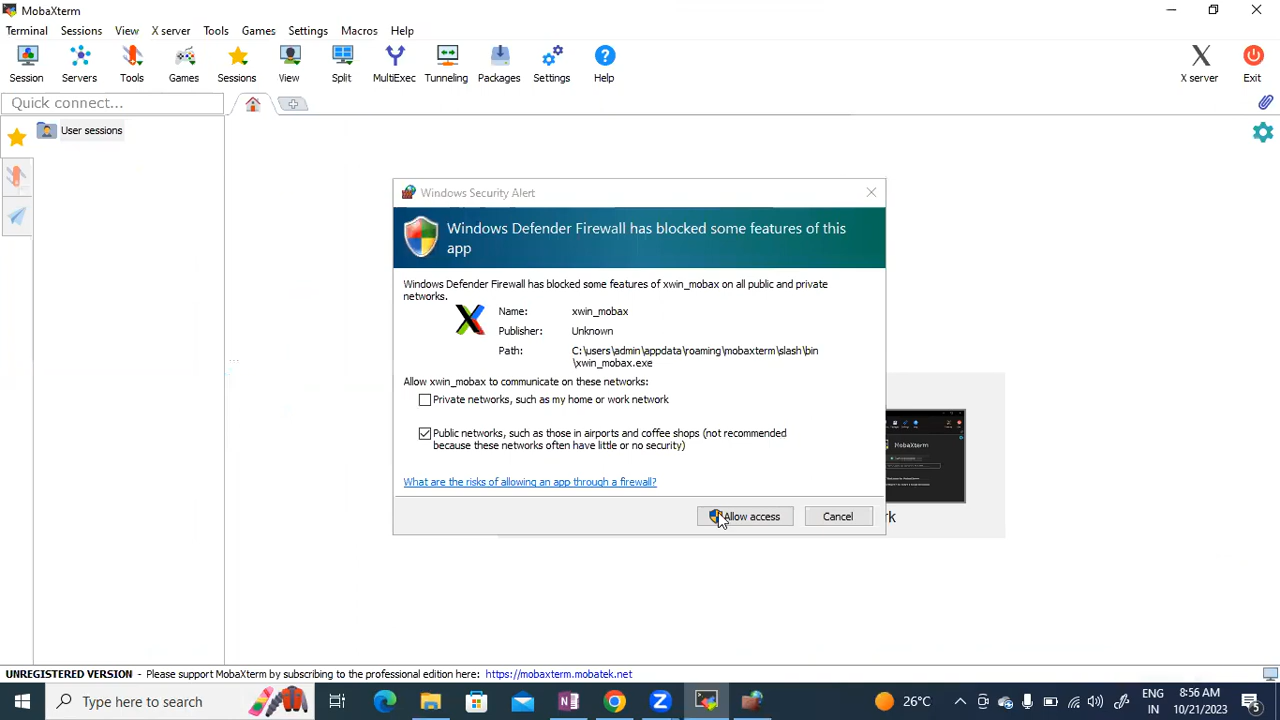 MobaXterm
Terminal Sessions View X server Tools Games Settings Macros Help
Session Servers Tools Games Sessions View Split MultiExec Tunneling Packages Settings Help X server Exit
Quick connect...
User sessions
Windows Security Alert
Windows Defender Firewall has blocked some features of this
app
Windows Defender Firewall has blocked some features of xwin_mobax on all public and private
networks.
Name: xwin_mobax
Publisher: Unknown
Path: C:\users\admin\appdata\roaming\mobaxterm\slash\bin
\xwin_mobax.exe
Allow xwin_mobax to communicate on these networks:
Private networks, such as my home or work network
Public networks, such as those in airports and coffee shops (not recommended
because these networks often have little or no security)
What are the risks of allowing an app through a firewall?
Allow access Cancel
MobaXterm
rk
UNREGISTERED VERSION - Please support MobaXterm by subscribing to the professional edition here: https://mobaxterm.mobatek.net
Type here to search
26°C
ENG
IN
8:56 AM
10/21/2023
5